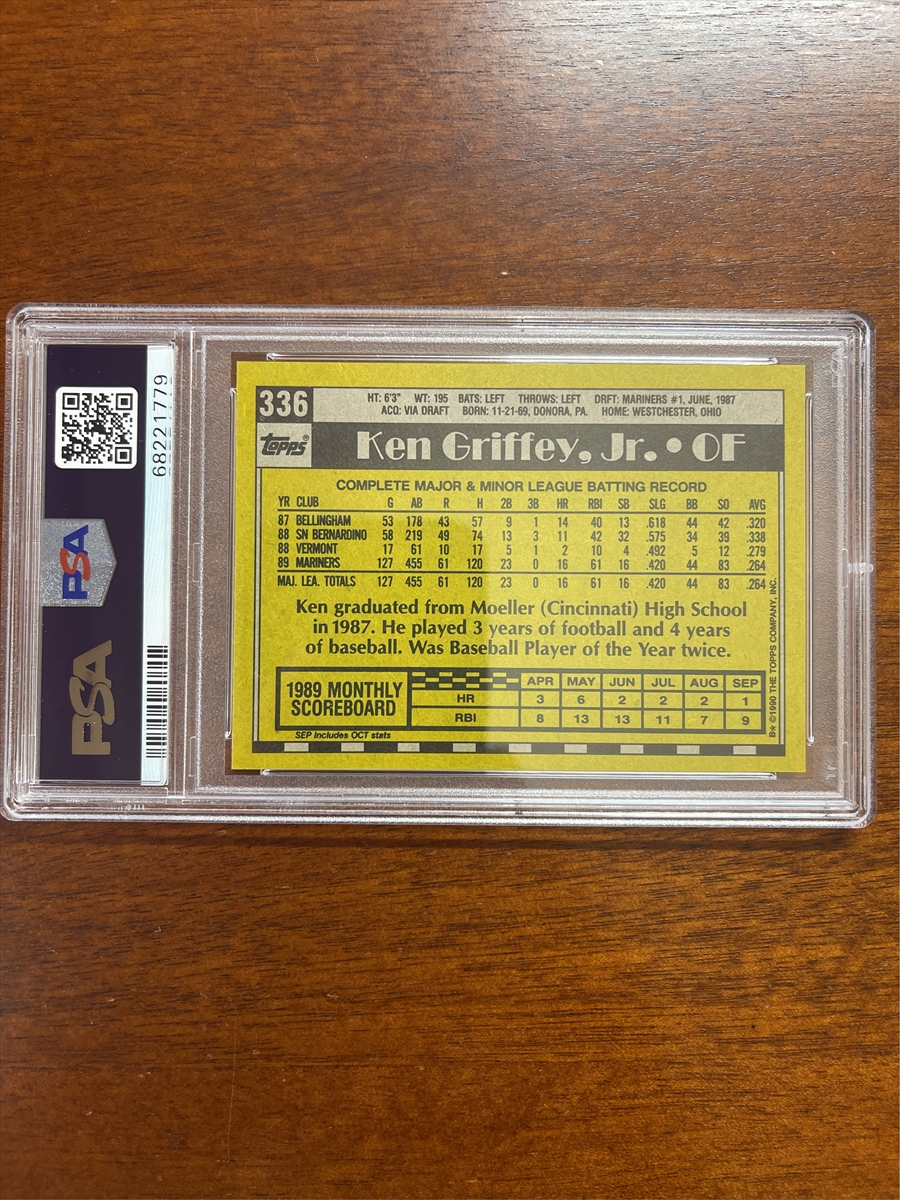 68221779
PSA
PSA
336
HT: 6'3" WT: 195 BATS: LEFT THROWS: LEFT DRFT: MARINERS #1, JUNE, 1987
ACQ: VIA DRAFT BORN: 11-21-69, DONORA, PA. HOME: WESTCHESTER, OHIO
Topps®
Ken Griffey, Jr. • OF
COMPLETE MAJOR & MINOR LEAGUE BATTING RECORD
YR CLUB G AB R H 2B 3B HR RBI SB SLG BB SO AVG
87 BELLINGHAM 53 178 43 57 9 1 14 40 13 .618 44 42 .320
88 SN BERNARDINO 58 219 49 74 13 3 11 42 32 .575 34 39 .338
88 VERMONT 17 61 10 17 5 1 2 10 4 .492 5 12 .279
89 MARINERS 127 455 61 120 23 0 16 61 16 .420 44 83 .264
MAJ. LEA. TOTALS 127 455 61 120 23 0 16 61 16 .420 44 83 .264
Ken graduated from Moeller (Cincinnati) High School
in 1987. He played 3 years of football and 4 years
of baseball. Was Baseball Player of the Year twice.
1989 MONTHLY
SCOREBOARD
APR MAY JUN JUL AUG SEP
HR 3 6 2 2 2 1
RBI 8 13 13 11 7 9
SEP includes OCT stats
B* ©1990 THE TOPPS COMPANY, INC.